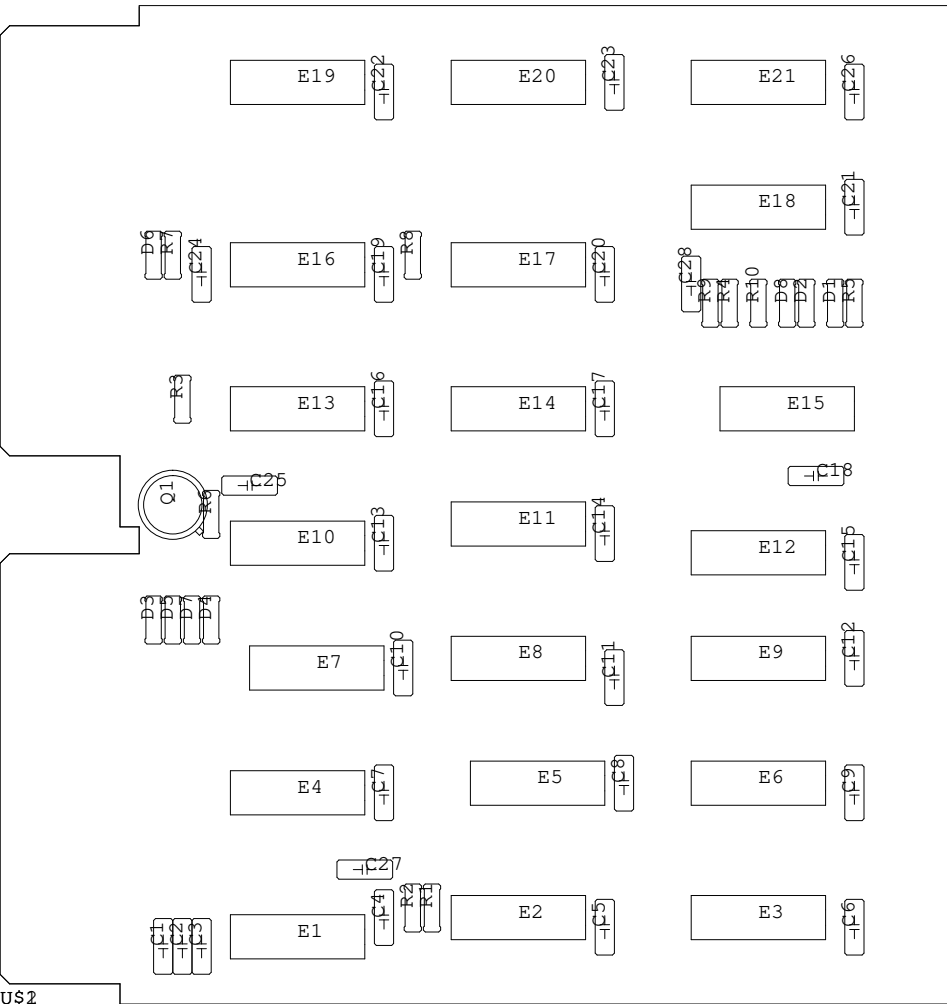 E19 C22 E20 C23 E21 C26
E18 C21
D6 R7 C24 E16 C19 R8 E17 C20 C28 R9 R4 R10 D8 D2 D1 R5
R3 E13 C16 E14 C17 E15
Q1 R6 C25 C18
E10 C13 E11 C14 E12 C15
D3 D5 D7 D4 E7 C10 E8 C11 E9 C12
E4 C7 E5 C8 E6 C9
C27
C1 C2 C3 E1 C4 R2 R1 E2 C5 E3 C6